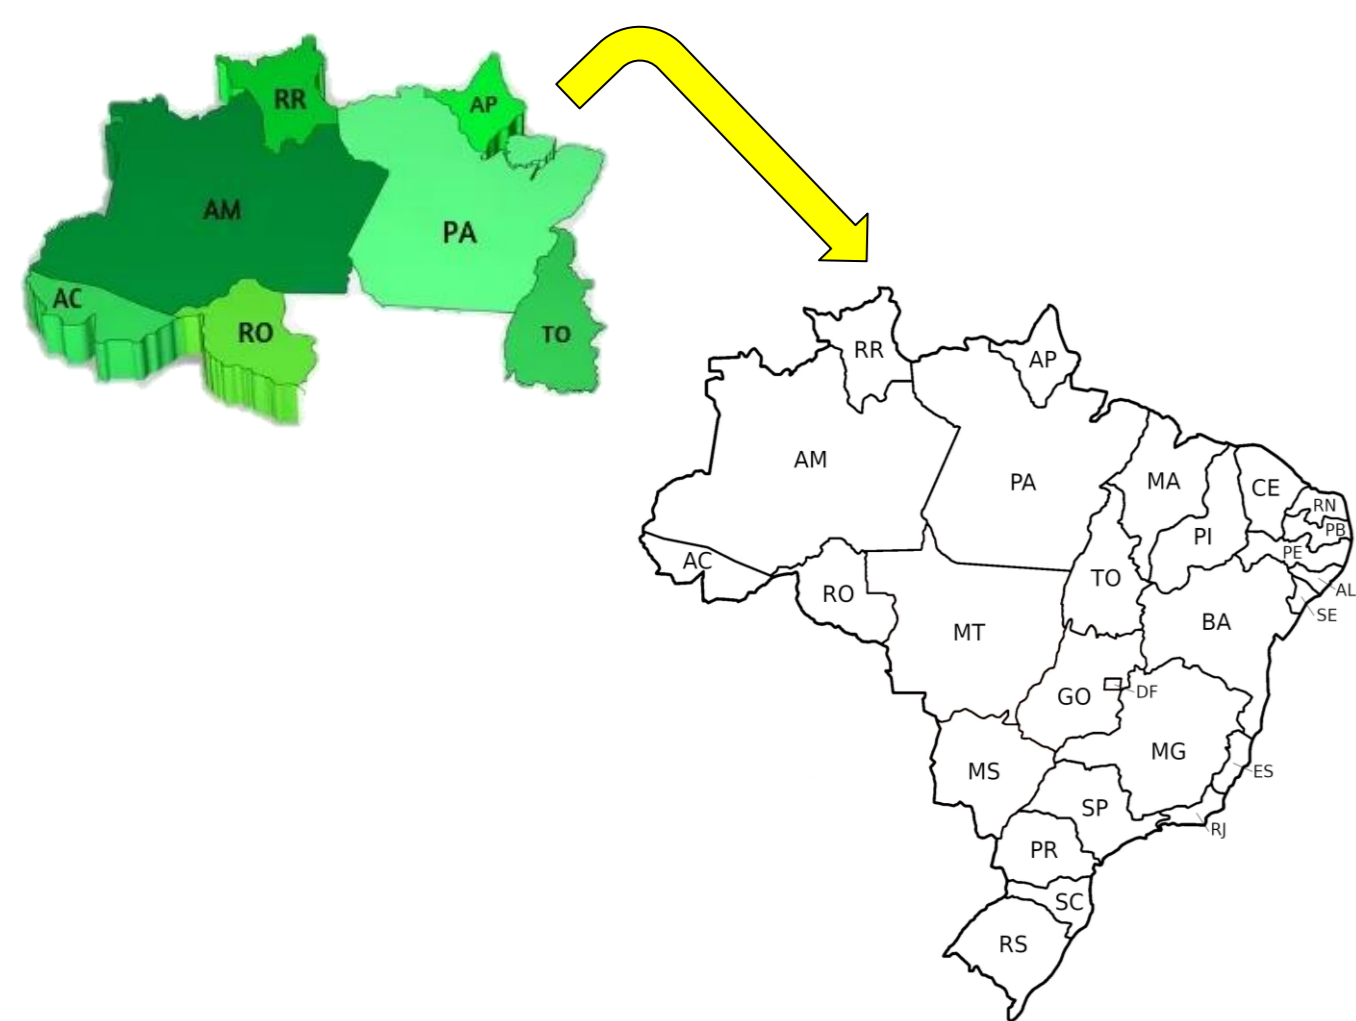 RR
AP
AM
PA
AC
RO
TO
RR
AP
AM
PA
MA
CE
RN
PB
PI
PE
AC
TO
RO
AL
SE
BA
MT
GO
DF
MG
MS
ES
SP
RJ
PR
SC
RS